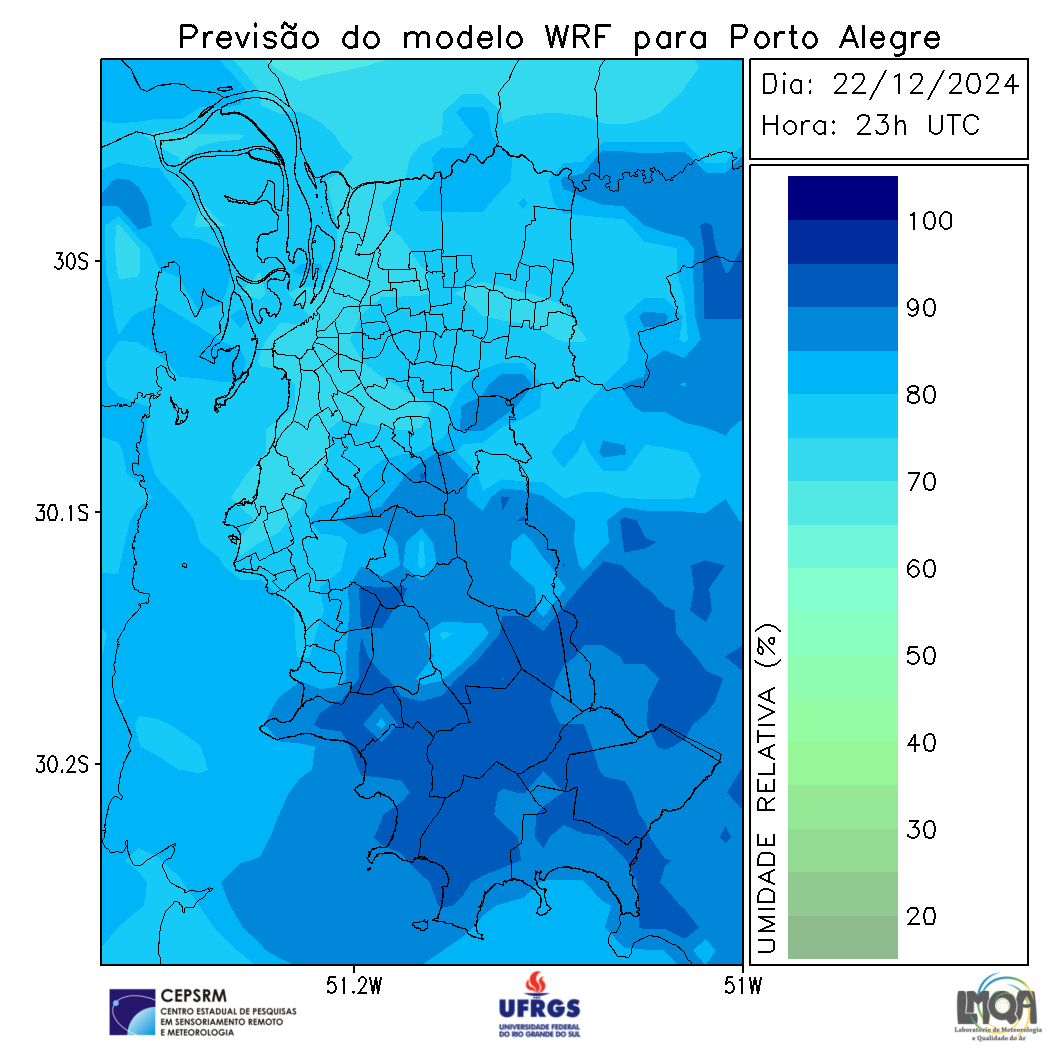 Previsão do modelo WRF para Porto Alegre
Dia: 22/12/2024
Hora: 23h UTC
30S
30.1S
30.2S
51.2W
51W
UMIDADE RELATIVA (%)
100
90
80
70
60
50
40
30
20
CEPSRM
CENTRO ESTADUAL DE PESQUISAS
EM SENSORIAMENTO REMOTO
E METEOROLOGIA
UFRGS
UNIVERSIDADE FEDERAL
DO RIO GRANDE DO SUL
LMQA
Laboratório de Meteorologia
e Qualidade do Ar